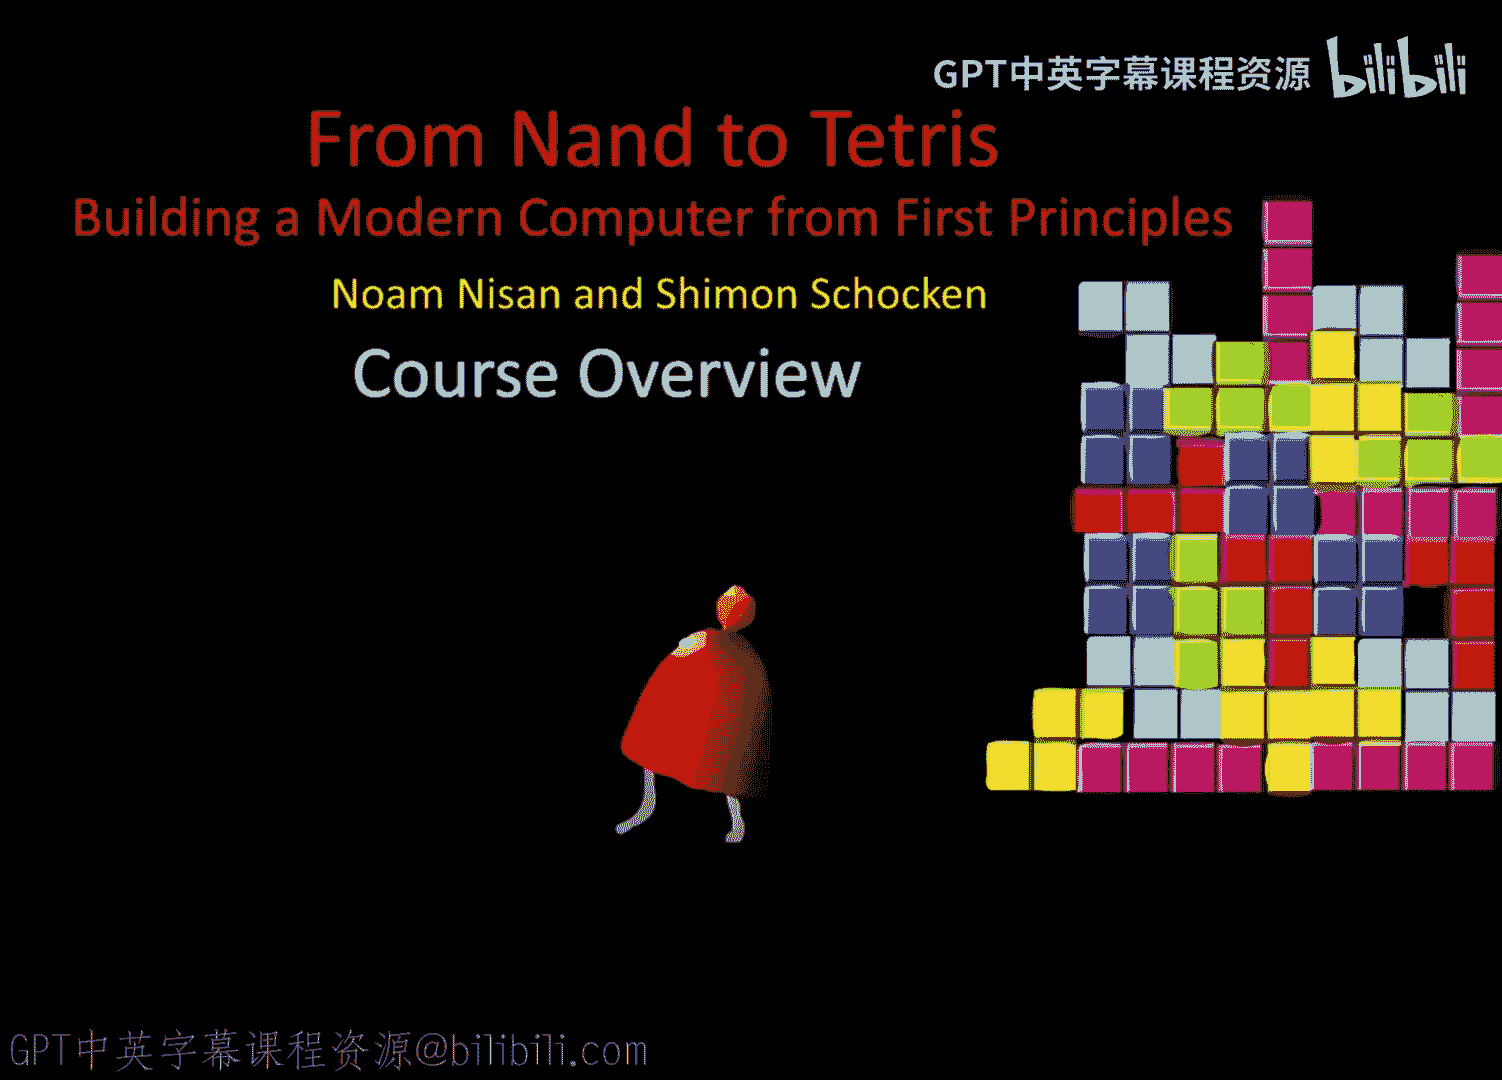 GPT中英字幕课程资源 bilibili
From Nand to Tetris
Building a Modern Computer from First Principles
Noam Nisan and Shimon Schocken
Course Overview
GPT中英字幕课程资源@bilibili.com